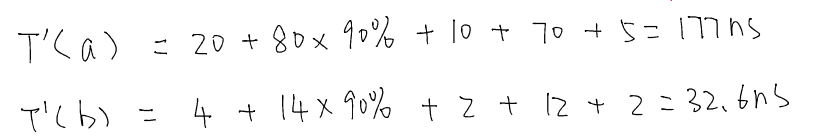 T'(a) = 20 + 80 × 90% + 10 + 70 + 5 = 177ns
T'(b) = 4 + 14 × 90% + 2 + 12 + 2 = 32.6ns